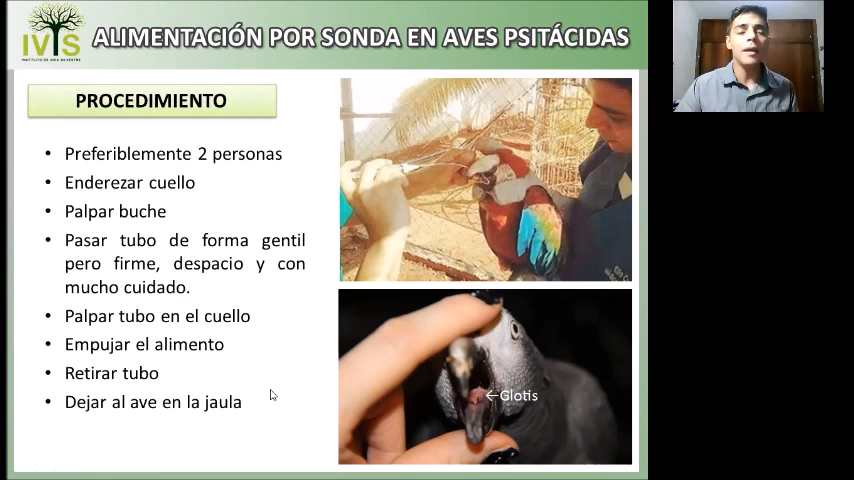 IVIS
INSTITUTO DE VIDA SILVESTRE
ALIMENTACIÓN POR SONDA EN AVES PSITÁCIDAS
PROCEDIMIENTO
• Preferiblemente 2 personas
• Enderezar cuello
• Palpar buche
• Pasar tubo de forma gentil
pero firme, despacio y con
mucho cuidado.
• Palpar tubo en el cuello
• Empujar el alimento
• Retirar tubo
• Dejar al ave en la jaula
←Glotis